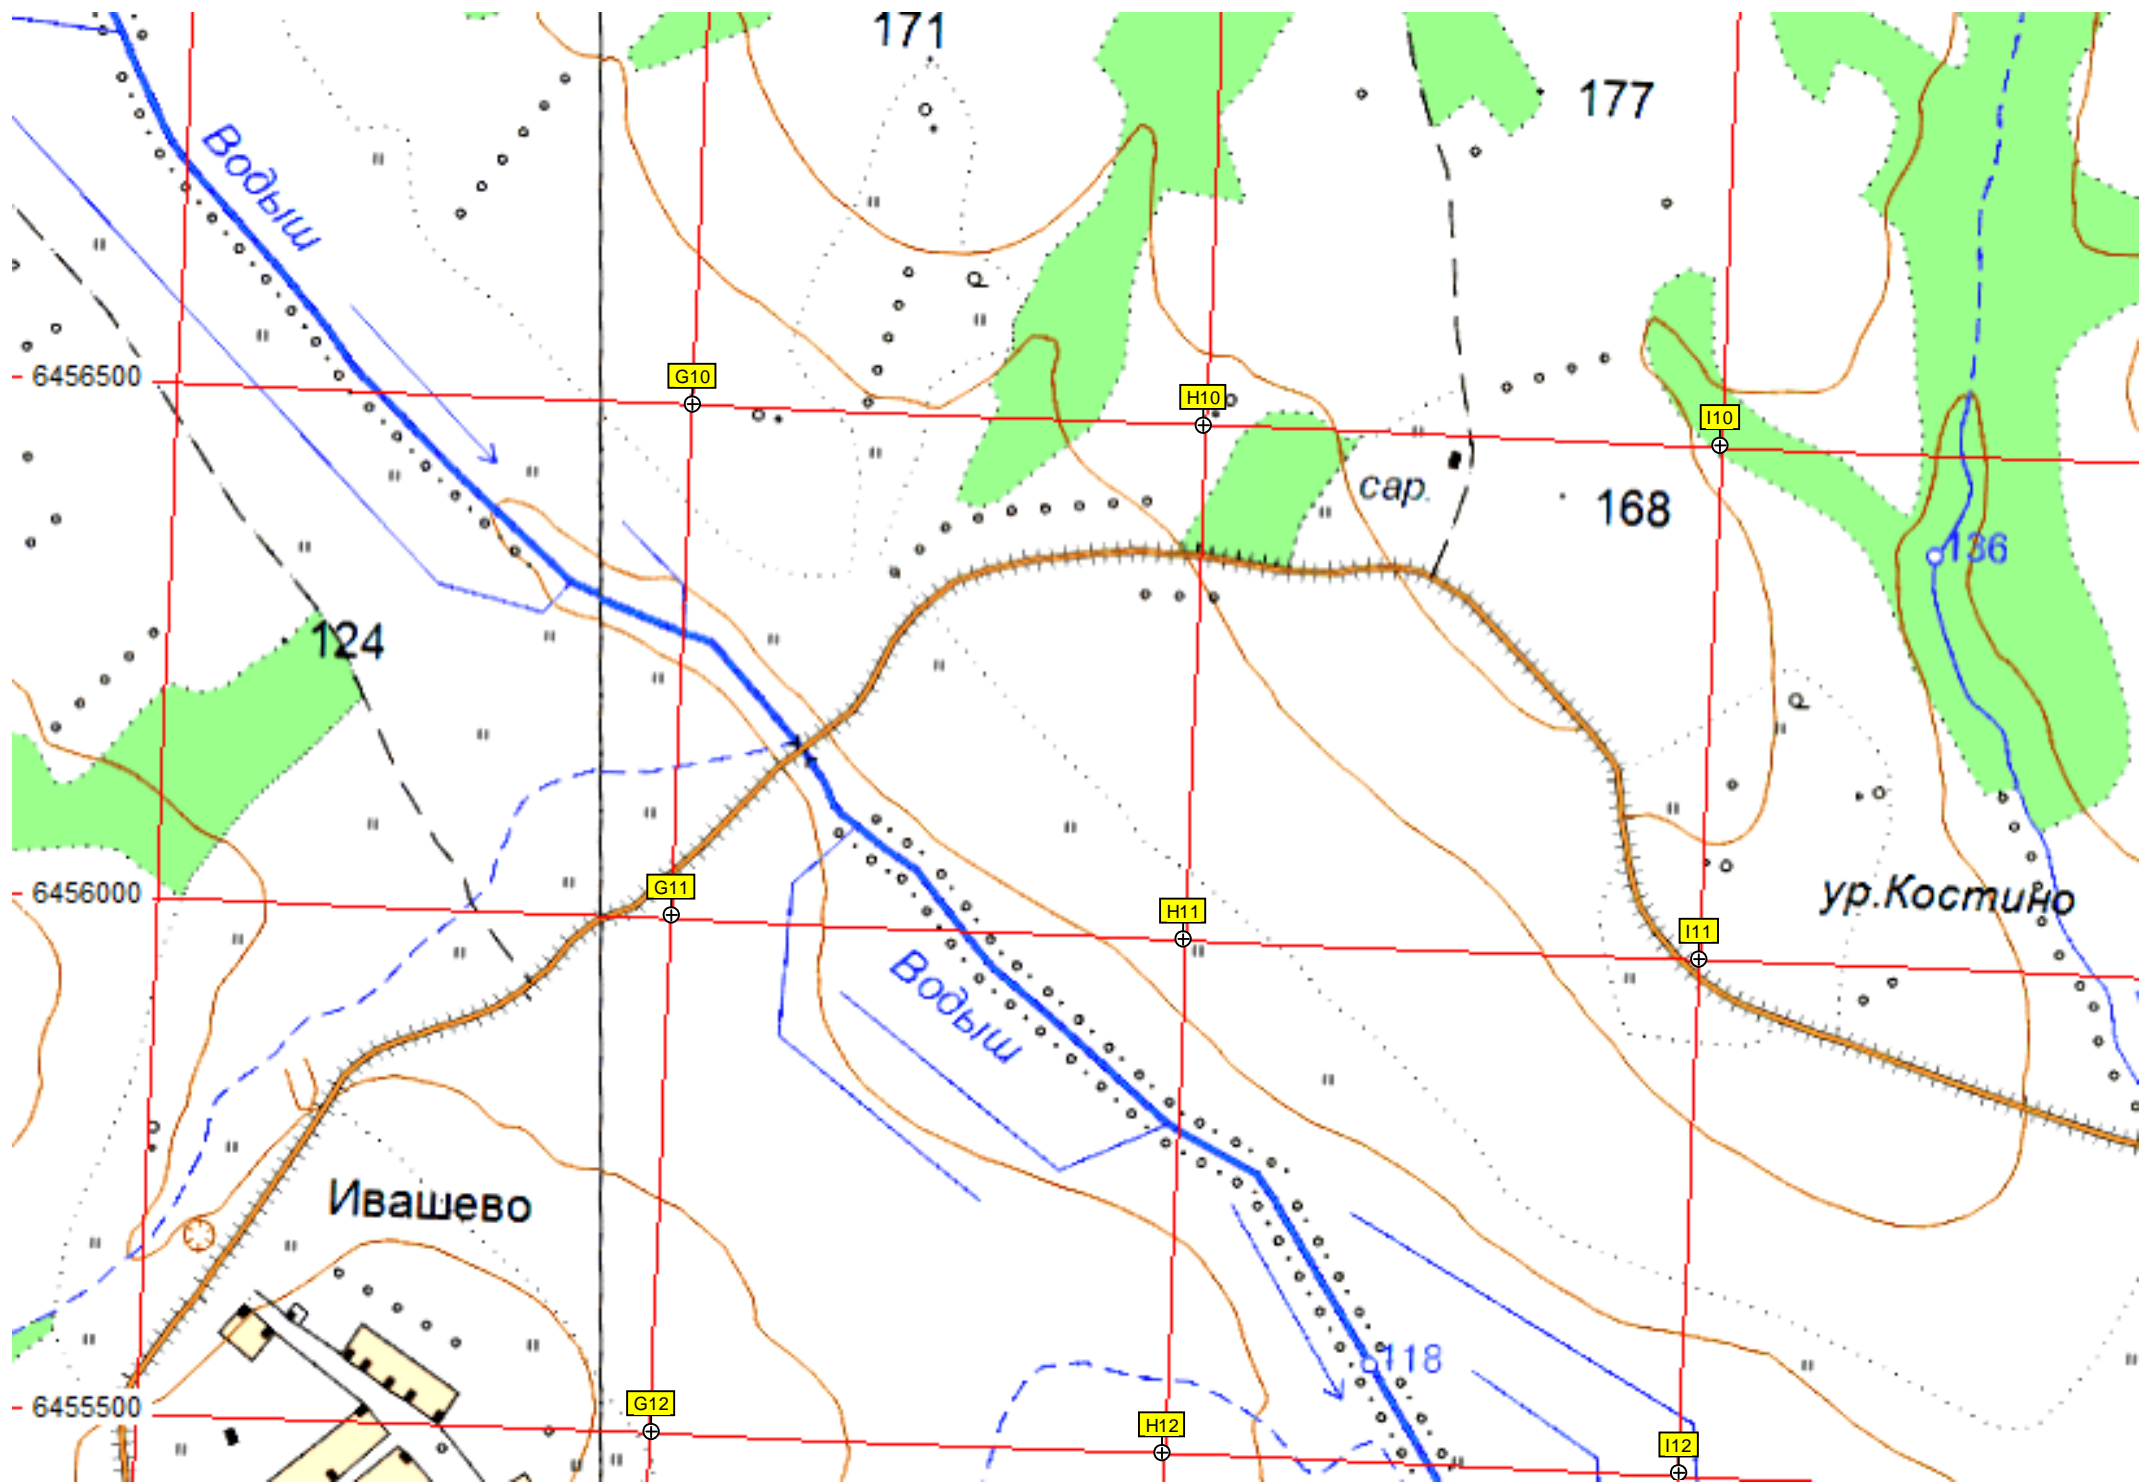 171
177
Водыш
6456500
G10
H10
I10
сар.
168
136
124
6456000
G11
H11
I11
ур.Костино
Водыш
Ивашево
118
6455500
G12
H12
I12